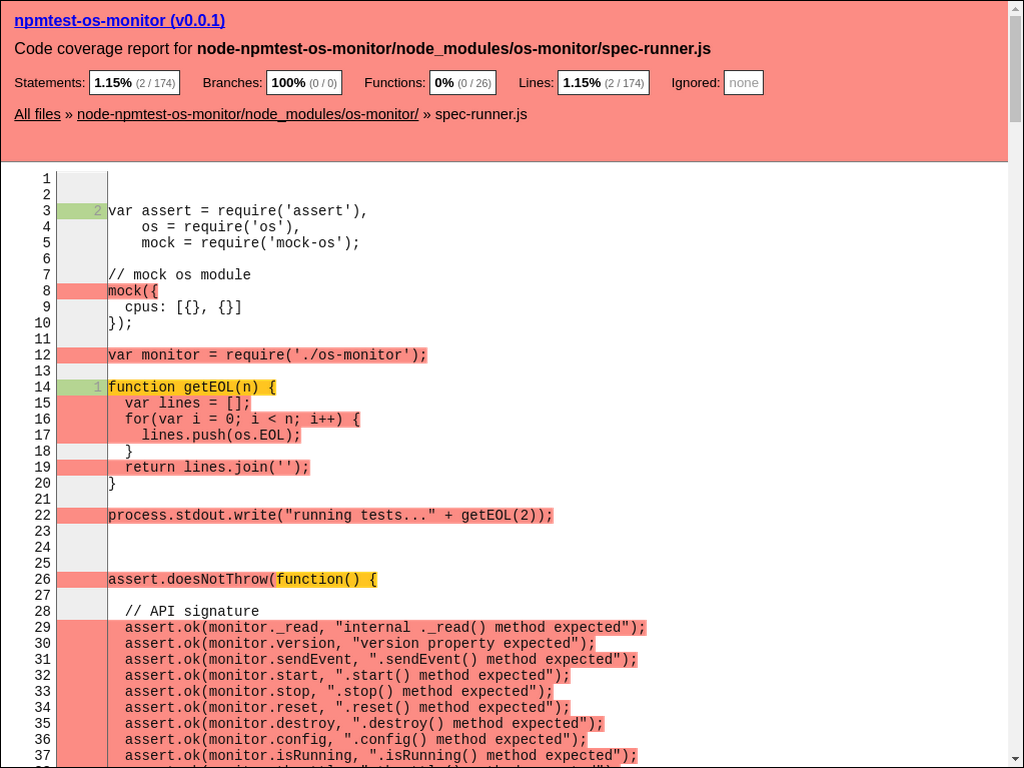 npmtest-os-monitor (v0.0.1)
Code coverage report for node-npmtest-os-monitor/node_modules/os-monitor/spec-runner.js
Statements: 1.15% (2 / 174) Branches: 100% (0 / 0) Functions: 0% (0 / 26) Lines: 1.15% (2 / 174) Ignored: none
All files » node-npmtest-os-monitor/node_modules/os-monitor/ » spec-runner.js
1
2
3 2 var assert = require('assert'),
4     os = require('os'),
5     mock = require('mock-os');
6
7 // mock os module
8 mock({
9   cpus: [{}, {}]
10 });
11
12 var monitor = require('./os-monitor');
13
14 1 function getEOL(n) {
15   var lines = [];
16   for(var i = 0; i < n; i++) {
17     lines.push(os.EOL);
18   }
19   return lines.join('');
20 }
21
22 process.stdout.write("running tests..." + getEOL(2));
23
24
25
26 assert.doesNotThrow(function() {
27
28   // API signature
29   assert.ok(monitor._read, "internal ._read() method expected");
30   assert.ok(monitor.version, "version property expected");
31   assert.ok(monitor.sendEvent, ".sendEvent() method expected");
32   assert.ok(monitor.start, ".start() method expected");
33   assert.ok(monitor.stop, ".stop() method expected");
34   assert.ok(monitor.reset, ".reset() method expected");
35   assert.ok(monitor.destroy, ".destroy() method expected");
36   assert.ok(monitor.config, ".config() method expected");
37   assert.ok(monitor.isRunning, ".isRunning() method expected");